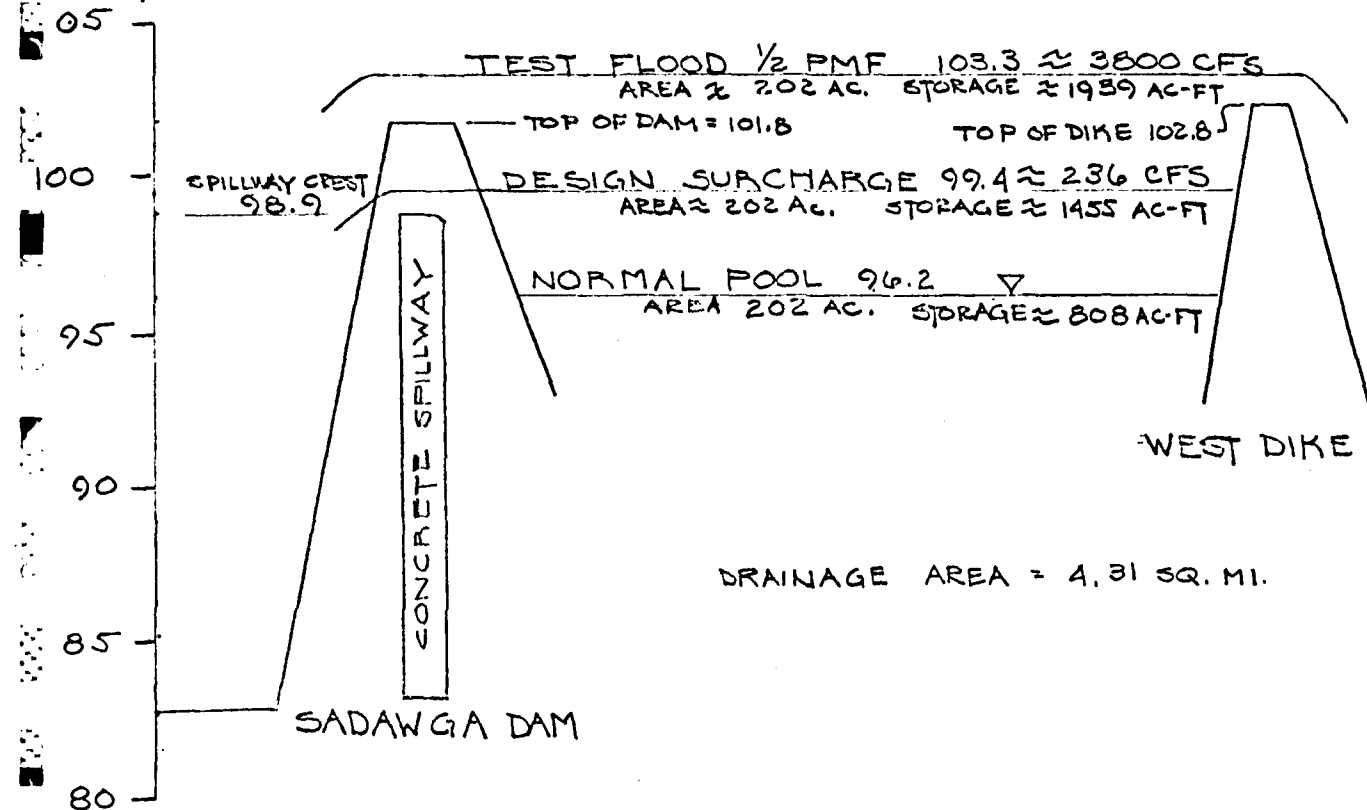 05
TEST FLOOD ½ PMF 103.3 ≈ 3800 CFS
AREA ≈ 202 AC. STORAGE ≈ 1939 AC-FT
TOP OF DAM = 101.8
TOP OF DIKE 102.8
100
SPILLWAY CREST
98.9
DESIGN SURCHARGE 99.4 ≈ 236 CFS
AREA ≈ 202 AC. STORAGE ≈ 1455 AC-FT
NORMAL POOL 96.2
AREA 202 AC. STORAGE ≈ 808 AC-FT
95
CONCRETE SPILLWAY
WEST DIKE
90
DRAINAGE AREA = 4.31 SQ. MI.
85
SADAWGA DAM
80